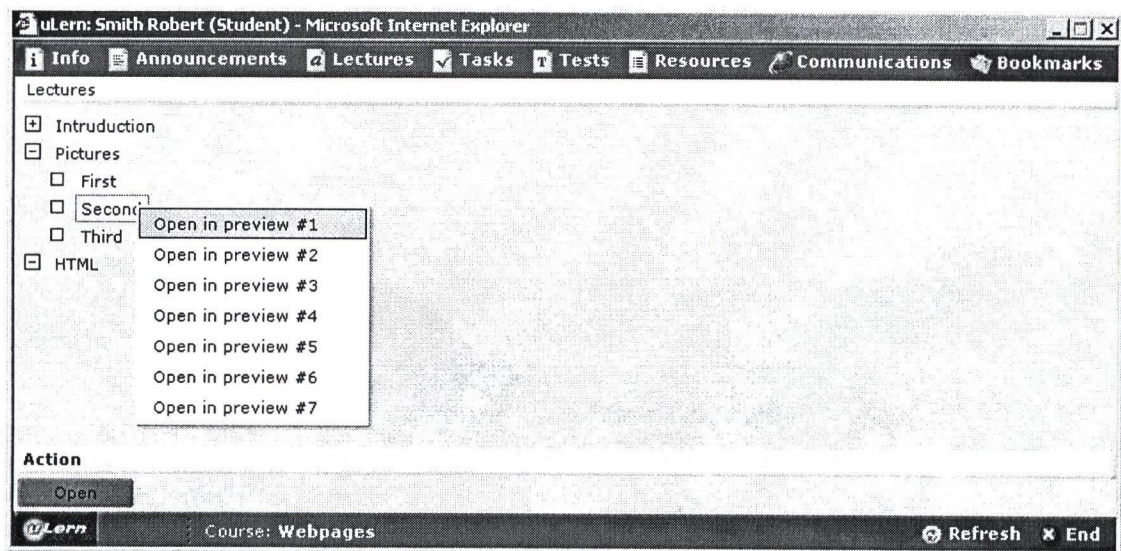 uLern: Smith Robert (Student) - Microsoft Internet Explorer
Info Announcements Lectures Tasks Tests Resources Communications Bookmarks
Lectures
Intruduction
Pictures
First
Second
Third
HTML
Open in preview #1
Open in preview #2
Open in preview #3
Open in preview #4
Open in preview #5
Open in preview #6
Open in preview #7
Action
Open
uLern Course: Webpages Refresh End